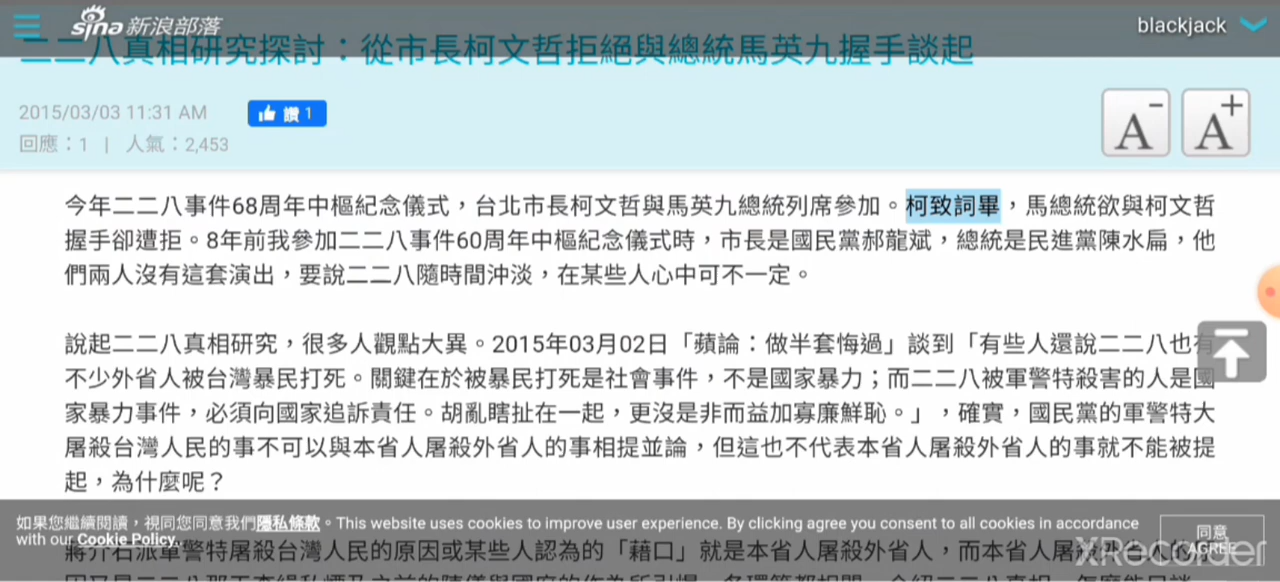 sina 新浪部落
blackjack
二二八真相研究探討：從市長柯文哲拒絕與總統馬英九握手談起
2015/03/03 11:31 AM
讚 1
回應：1 | 人氣：2,453
A-
A+
今年二二八事件68周年中樞紀念儀式，台北市長柯文哲與馬英九總統列席參加。柯致詞畢，馬總統欲與柯文哲
握手卻遭拒。8年前我參加二二八事件60周年中樞紀念儀式時，市長是國民黨郝龍斌，總統是民進黨陳水扁，他
們兩人沒有這套演出，要說二二八隨時間沖淡，在某些人心中可不一定。
說起二二八真相研究，很多人觀點大異。2015年03月02日「蘋論：做半套悔過」談到「有些人還說二二八也有
不少外省人被台灣暴民打死。關鍵在於被暴民打死是社會事件，不是國家暴力；而二二八被軍警特殺害的人是國
家暴力事件，必須向國家追訴責任。胡亂瞎扯在一起，更沒是非而益加寡廉鮮恥。」，確實，國民黨的軍警特大
屠殺台灣人民的事不可以與本省人屠殺外省人的事相提並論，但這也不代表本省人屠殺外省人的事就不能被提
起，為什麼呢？
如果您繼續閱讀，視同您同意我們隱私條款。This website uses cookies to improve user experience. By clicking agree you consent to all cookies in accordance
with our Cookie Policy.
同意
AGREE
蔣介石派軍警特屠殺台灣人民的原因或某些人認為的「藉口」就是本省人屠殺外省人，而本省人屠殺外省人的原
XRecorder